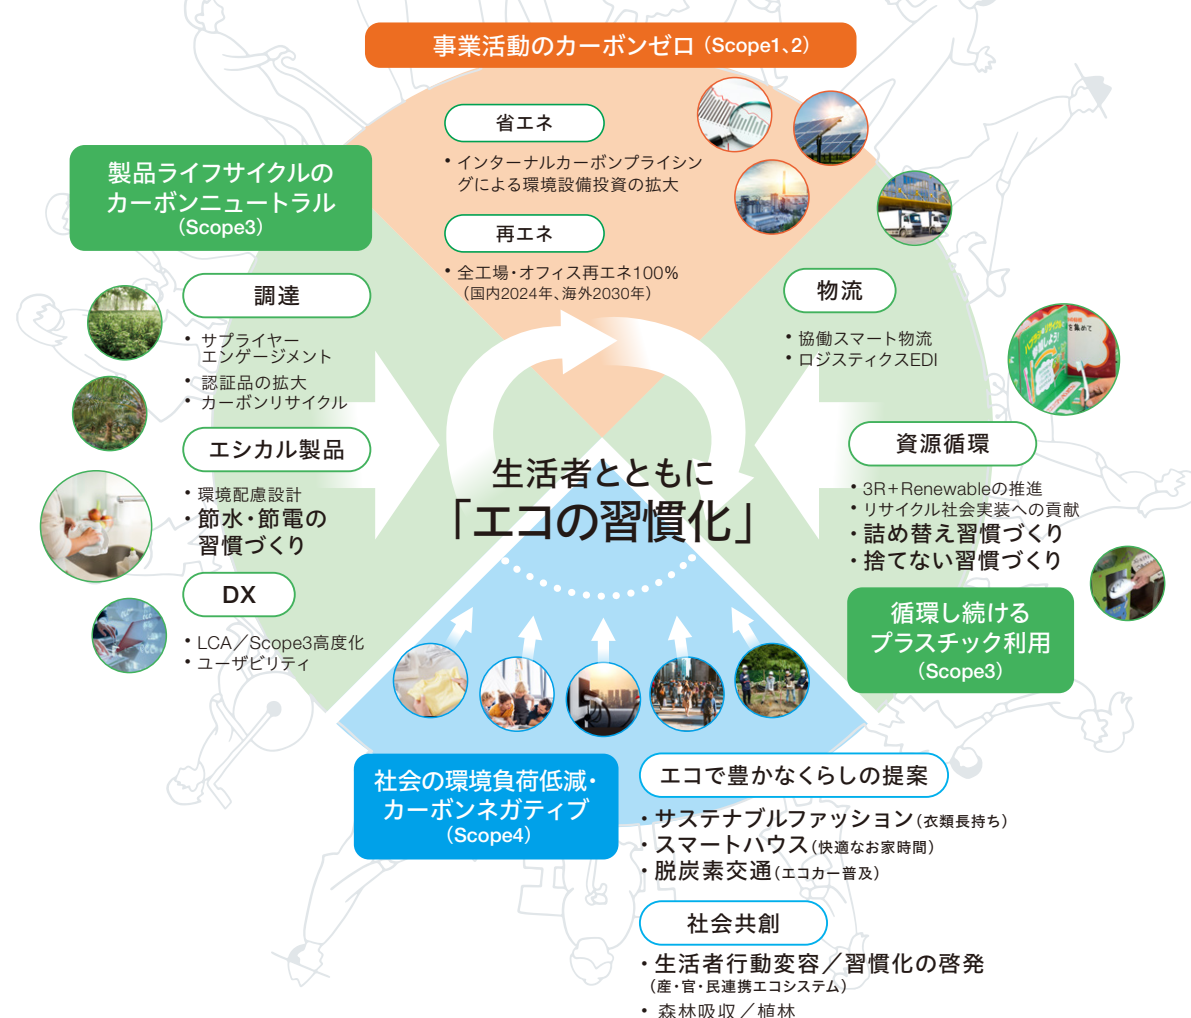 事業活動のカーボンゼロ（Scope1、2）
省エネ
・インターナルカーボンプライシン
グによる環境設備投資の拡大
再エネ
・全工場・オフィス再エネ100%
（国内2024年、海外2030年）
製品ライフサイクルの
カーボンニュートラル
（Scope3）
調達
・サプライヤー
エンゲージメント
・認証品の拡大
・カーボンリサイクル
エシカル製品
・環境配慮設計
・節水・節電の
習慣づくり
DX
・LCA／Scope3高度化
・ユーザビリティ
物流
・協働スマート物流
・ロジスティクスEDI
資源循環
・3R+Renewableの推進
・リサイクル社会実装への貢献
・詰め替え習慣づくり
・捨てない習慣づくり
循環し続ける
プラスチック利用
（Scope3）
生活者とともに
「エコの習慣化」
社会の環境負荷低減・
カーボンネガティブ
（Scope4）
エコで豊かなくらしの提案
・サステナブルファッション（衣類長持ち）
・スマートハウス（快適なお家時間）
・脱炭素交通（エコカー普及）
社会共創
・生活者行動変容／習慣化の啓発
（産・官・民連携エコシステム）
・森林吸収／植林